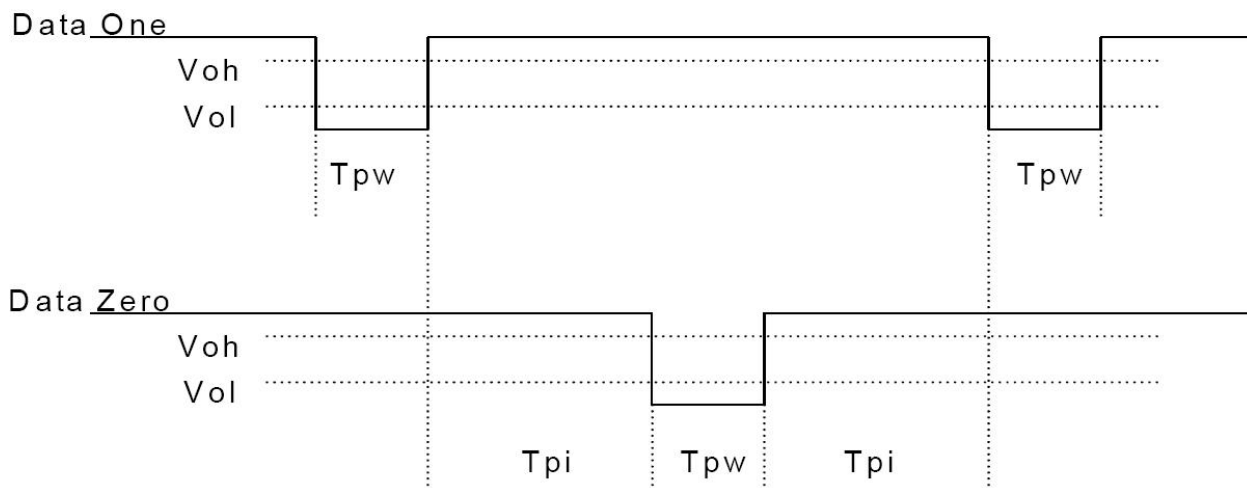 Data One
Voh
Vol
Tpw Tpw
Data Zero
Voh
Vol
Tpi Tpw Tpi